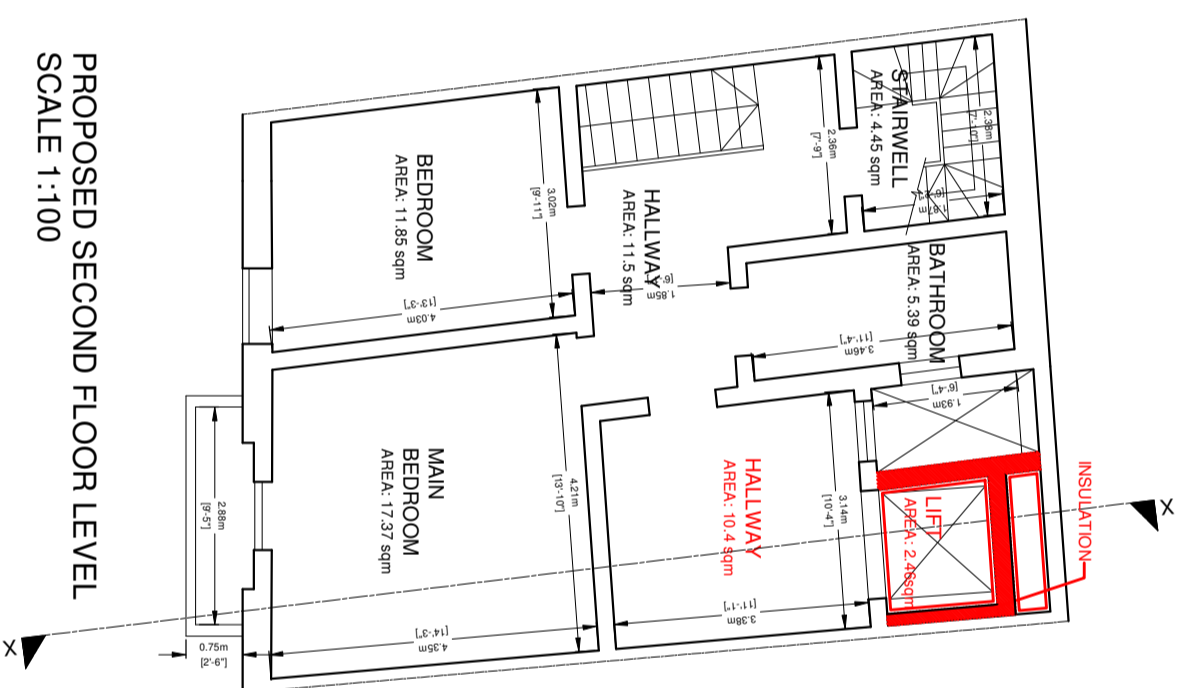 PROPOSED SECOND FLOOR LEVEL
SCALE 1:100
STAIRWELL
AREA: 4.45 sqm
2.38m
[7'-10"]
1.87m
2.36m
[7'-9"]
BEDROOM
AREA: 11.85 sqm
3.02m
[9'-11"]
4.03m
[13'-3"]
HALLWAY
AREA: 11.5 sqm
1.85m
BATHROOM
AREA: 5.39 sqm
3.46m
[11'-4"]
1.93m
[6'-4"]
MAIN
BEDROOM
AREA: 17.37 sqm
4.21m
[13'-10"]
4.35m
[14'-3"]
HALLWAY
AREA: 10.4 sqm
3.14m
[10'-4"]
3.38m
[11'-1"]
LIFT
AREA: 2.46sqm
INSULATION
2.88m
[9'-5"]
0.75m
[2'-6"]
X
X